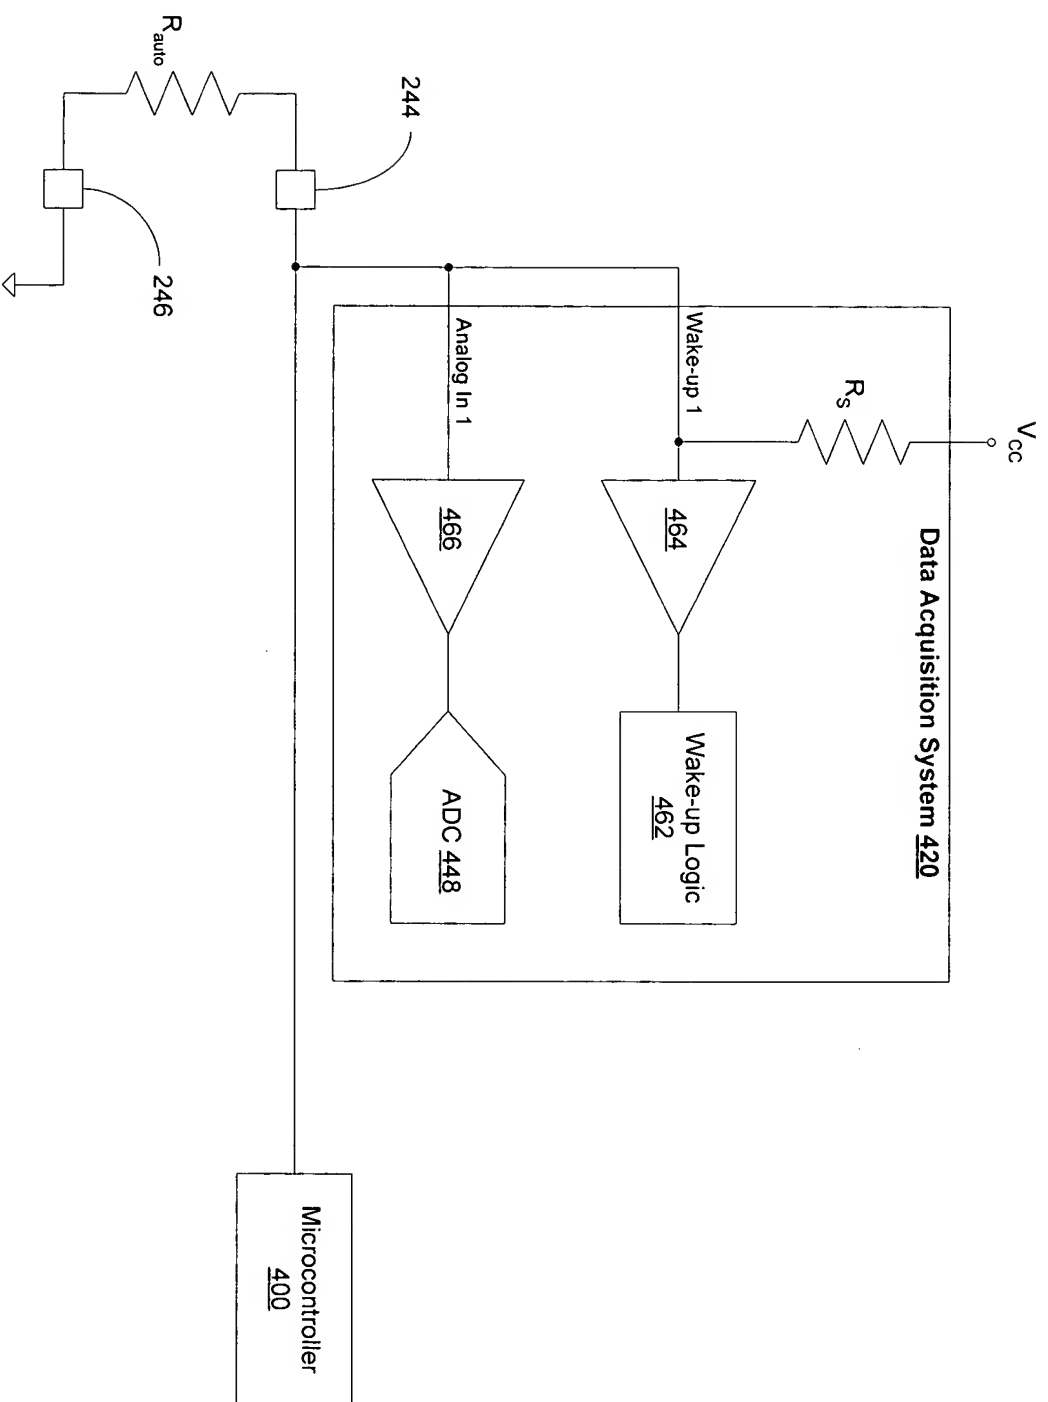 V_CC
Data Acquisition System 420
R_S
Wake-up 1
464
Wake-up Logic
462
Analog In 1
466
ADC 448
244
Microcontroller
400
R_auto
246